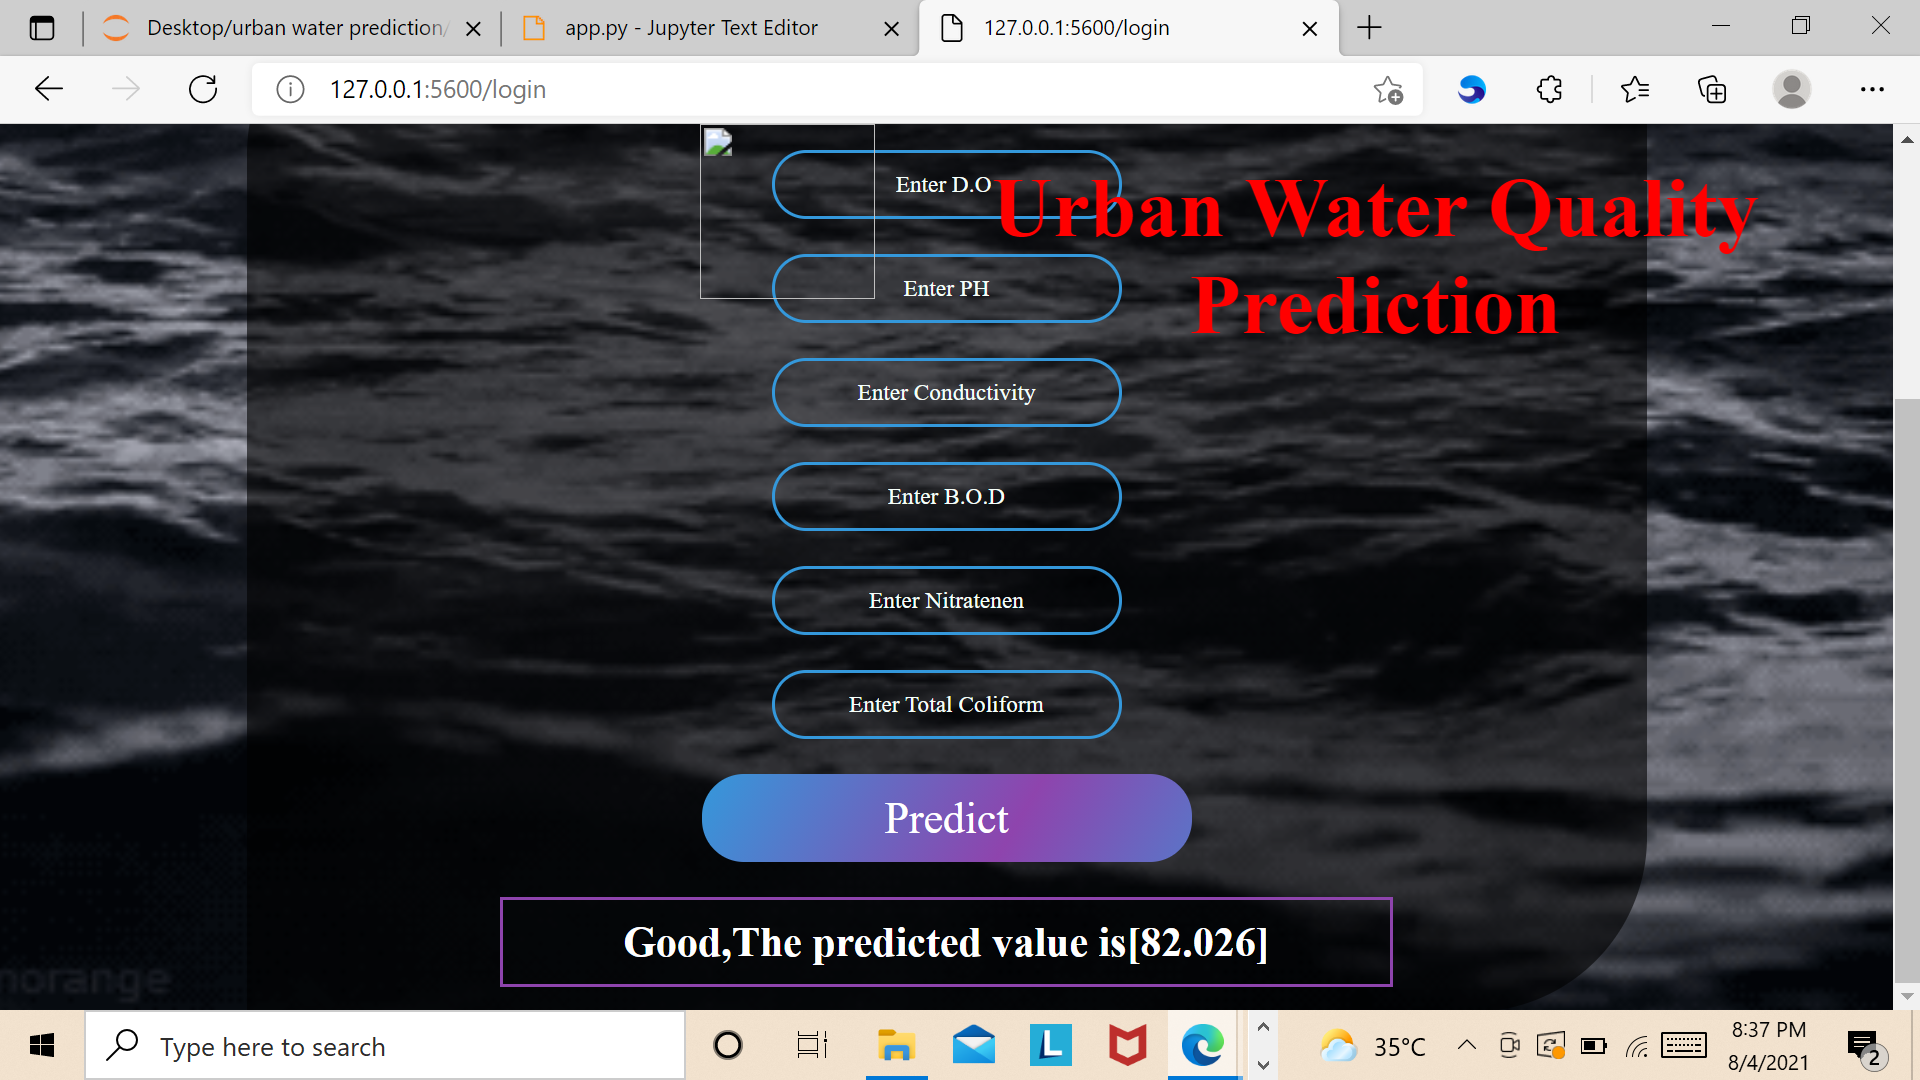 Desktop/urban water prediction/
app.py - Jupyter Text Editor
127.0.0.1:5600/login
127.0.0.1:5600/login
Enter D.O
Urban Water Quality
Prediction
Enter PH
Enter Conductivity
Enter B.O.D
Enter Nitratenen
Enter Total Coliform
Predict
Good,The predicted value is[82.026]
norange
Type here to search
L
35°C
8:37 PM
8/4/2021
2